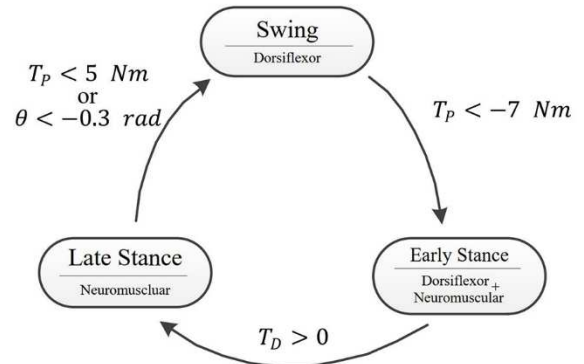 Swing
Dorsiflexor
T_P < 5 Nm
or
θ < −0.3 rad
T_P < −7 Nm
Late Stance
Neuromuscluar
Early Stance
Dorsiflexor +
Neuromuscular
T_D > 0